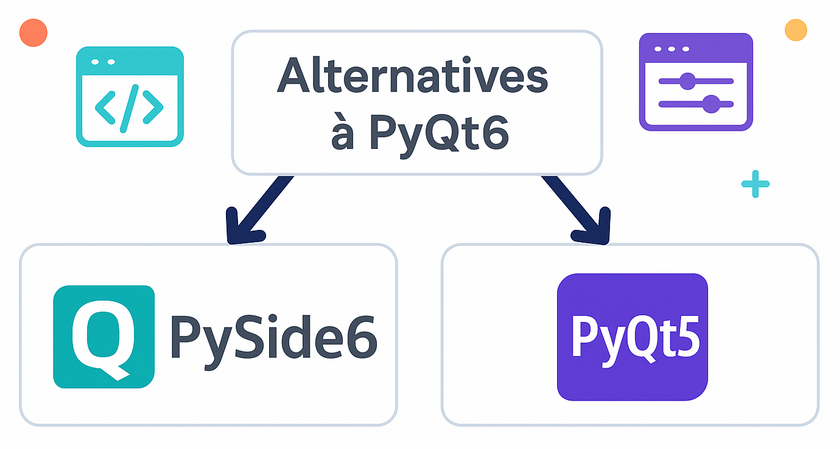 Alternatives
à PyQt6
</>
Q PySide6
PyQt5